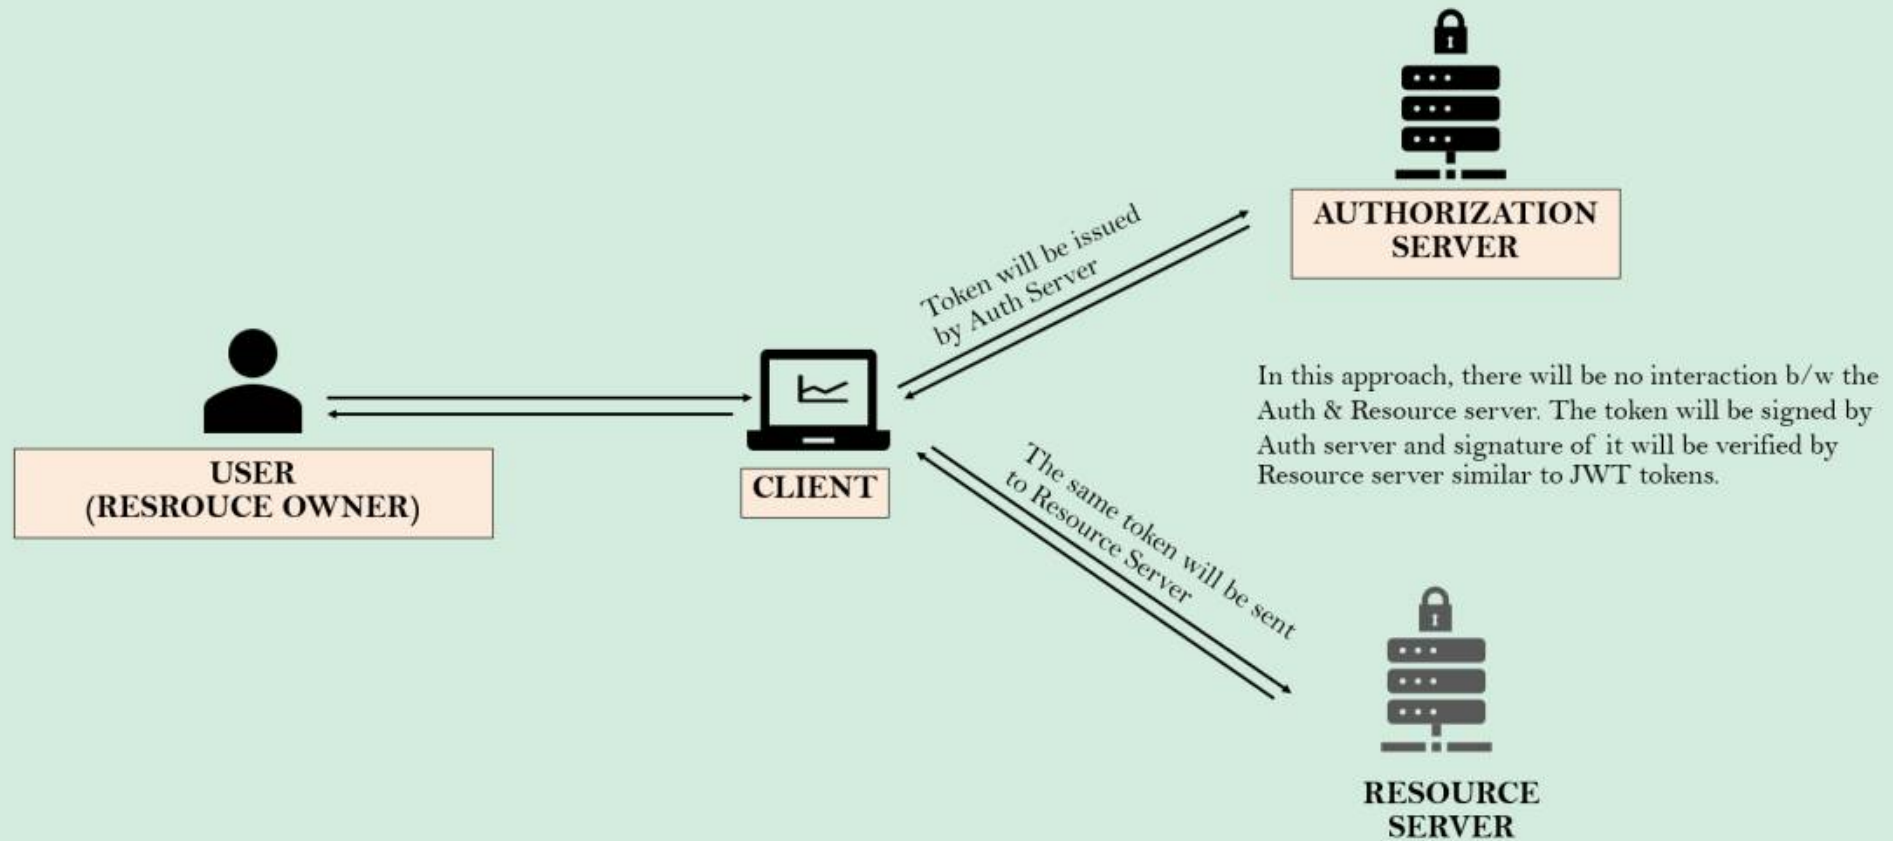 AUTHORIZATION
SERVER
Token will be issued
by Auth Server
In this approach, there will be no interaction b/w the
Auth & Resource server. The token will be signed by
Auth server and signature of it will be verified by
Resource server similar to JWT tokens.
USER
(RESROUCE OWNER)
CLIENT
The same token will be sent
to Resource Server
RESOURCE
SERVER